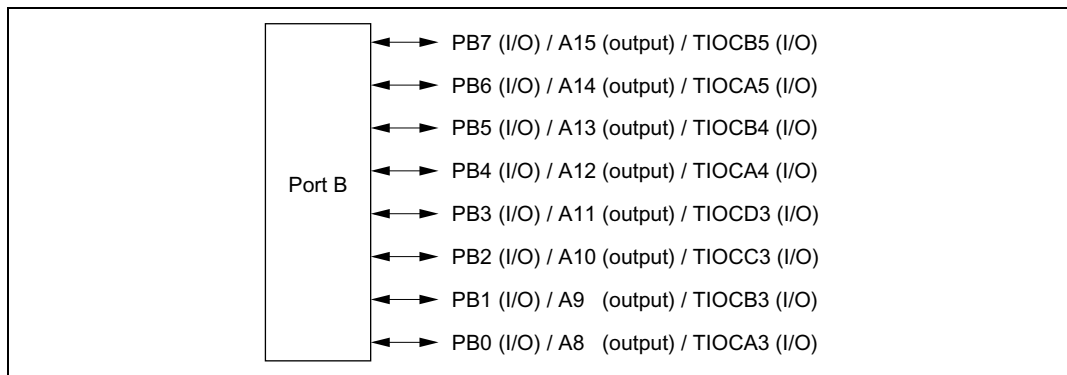 Port B
PB7 (I/O) / A15 (output) / TIOCB5 (I/O)
PB6 (I/O) / A14 (output) / TIOCA5 (I/O)
PB5 (I/O) / A13 (output) / TIOCB4 (I/O)
PB4 (I/O) / A12 (output) / TIOCA4 (I/O)
PB3 (I/O) / A11 (output) / TIOCD3 (I/O)
PB2 (I/O) / A10 (output) / TIOCC3 (I/O)
PB1 (I/O) / A9 (output) / TIOCB3 (I/O)
PB0 (I/O) / A8 (output) / TIOCA3 (I/O)